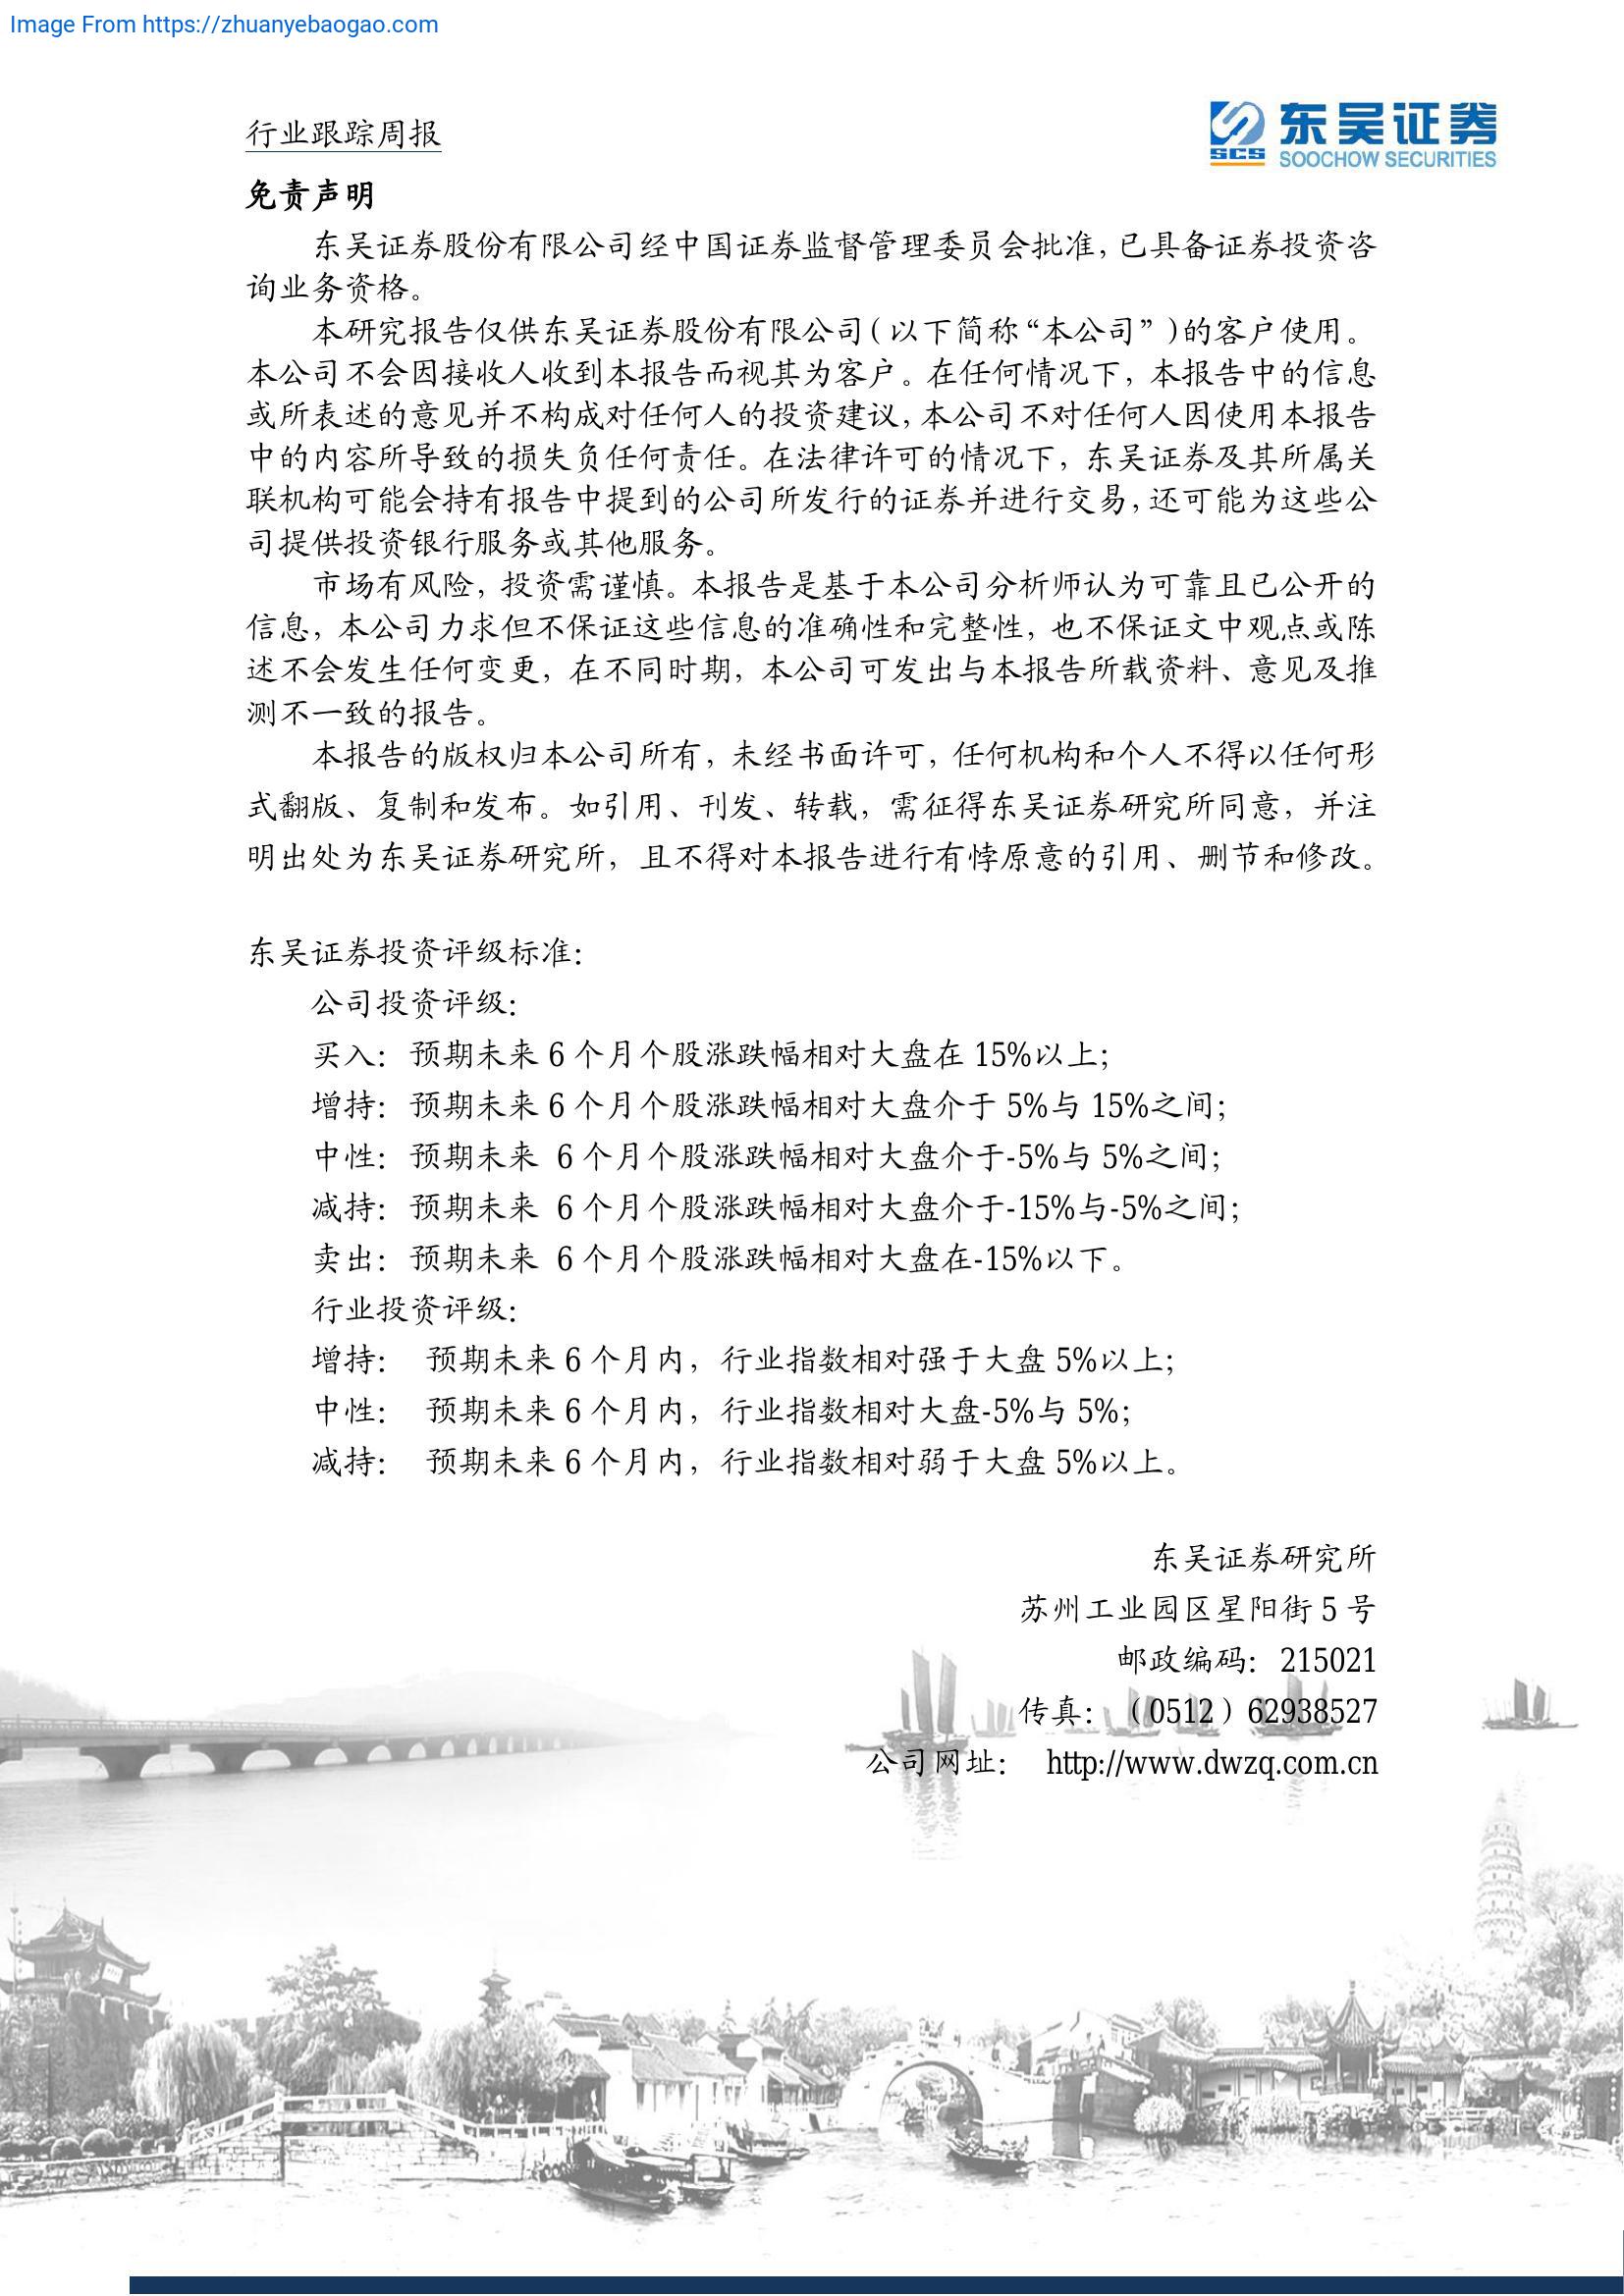 Image From https://zhuanyebaogao.com
行业跟踪周报
SCS
东吴证券
SOOCHOW SECURITIES
免责声明
东吴证券股份有限公司经中国证券监督管理委员会批准，已具备证券投资咨
询业务资格。
本研究报告仅供东吴证券股份有限公司（以下简称“本公司”）的客户使用。
本公司不会因接收人收到本报告而视其为客户。在任何情况下，本报告中的信息
或所表述的意见并不构成对任何人的投资建议，本公司不对任何人因使用本报告
中的内容所导致的损失负任何责任。在法律许可的情况下，东吴证券及其所属关
联机构可能会持有报告中提到的公司所发行的证券并进行交易，还可能为这些公
司提供投资银行服务或其他服务。
市场有风险，投资需谨慎。本报告是基于本公司分析师认为可靠且已公开的
信息，本公司力求但不保证这些信息的准确性和完整性，也不保证文中观点或陈
述不会发生任何变更，在不同时期，本公司可发出与本报告所载资料、意见及推
测不一致的报告。
本报告的版权归本公司所有，未经书面许可，任何机构和个人不得以任何形
式翻版、复制和发布。如引用、刊发、转载，需征得东吴证券研究所同意，并注
明出处为东吴证券研究所，且不得对本报告进行有悖原意的引用、删节和修改。
东吴证券投资评级标准：
公司投资评级：
买入：预期未来 6 个月个股涨跌幅相对大盘在 15%以上；
增持：预期未来 6 个月个股涨跌幅相对大盘介于 5%与 15%之间；
中性：预期未来 6 个月个股涨跌幅相对大盘介于-5%与 5%之间；
减持：预期未来 6 个月个股涨跌幅相对大盘介于-15%与-5%之间；
卖出：预期未来 6 个月个股涨跌幅相对大盘在-15%以下。
行业投资评级：
增持： 预期未来 6 个月内，行业指数相对强于大盘 5%以上；
中性： 预期未来 6 个月内，行业指数相对大盘-5%与 5%；
减持： 预期未来 6 个月内，行业指数相对弱于大盘 5%以上。
东吴证券研究所
苏州工业园区星阳街 5 号
邮政编码：215021
传真：（0512）62938527
公司网址： http://www.dwzq.com.cn